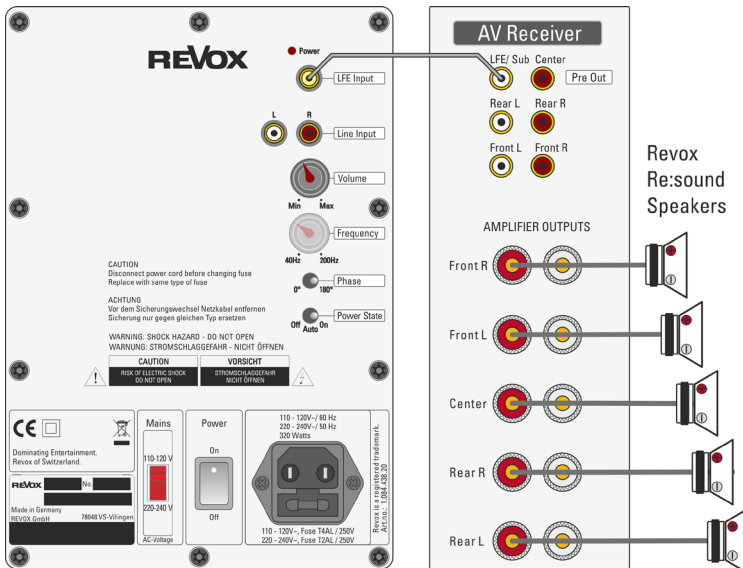 REVOX
Power
LFE Input
L R
Line Input
Volume
Min Max
Frequency
40Hz 200Hz
Phase
0° 180°
Power State
Off Auto On
CAUTION
Disconnect power cord before changing fuse
Replace with same type of fuse
ACHTUNG
Vor dem Sicherungswechsel Netzkabel entfernen
Sicherung nur gegen gleichen Typ ersetzen
WARNING: SHOCK HAZARD - DO NOT OPEN
WARNUNG: STROMSCHLAGGEFAHR - NICHT ÖFFNEN
CAUTION
RISK OF ELECTRIC SHOCK
DO NOT OPEN
VORSICHT
STROMSCHLAGGEFAHR
NICHT ÖFFNEN
CE
Dominating Entertainment.
Revox of Switzerland.
REVOX No.
Made in Germany
REVOX GmbH 78048 VS-Villingen
Mains
110-120 V
220-240 V
AC-Voltage
Power
On
Off
110 - 120V~/ 60 Hz
220 - 240V~/ 50 Hz
320 Watts
110 - 120V~, Fuse T4AL / 250V
220 - 240V~, Fuse T2AL / 250V
Revox is a registered trademark.
Art.no.: 1.084.438.20
AV Receiver
LFE/ Sub Center
Pre Out
Rear L Rear R
Front L Front R
AMPLIFIER OUTPUTS
Front R
Front L
Center
Rear R
Rear L
Revox
Re:sound
Speakers